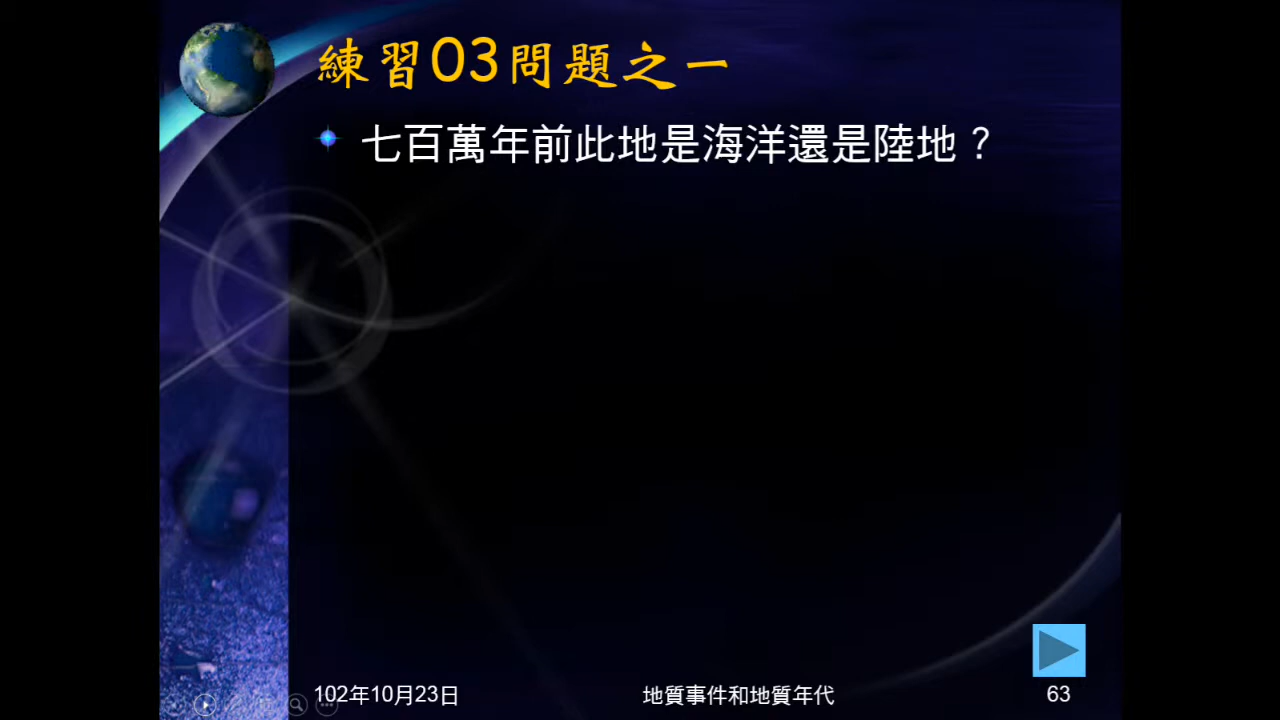 練習03問題之一
七百萬年前此地是海洋還是陸地？
102年10月23日
地質事件和地質年代
63